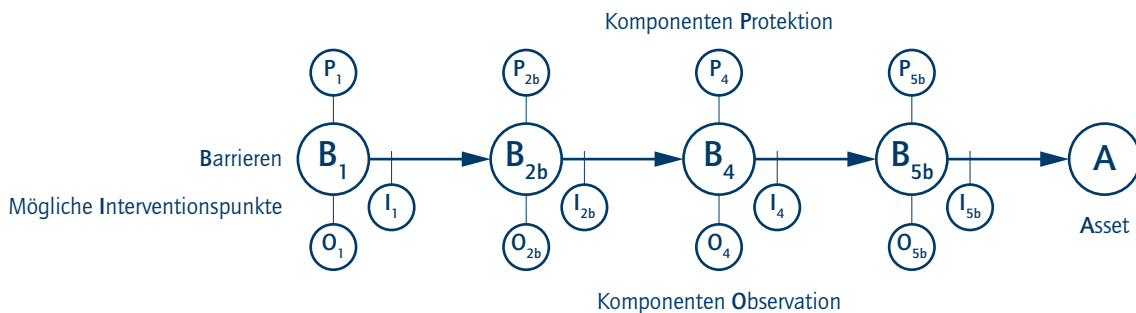 Komponenten Protektion
P1 P2b P4 P5b
Barrieren B1 B2b B4 B5b A
Mögliche Interventionspunkte I1 I2b I4 I5b
Asset
O1 O2b O4 O5b
Komponenten Observation